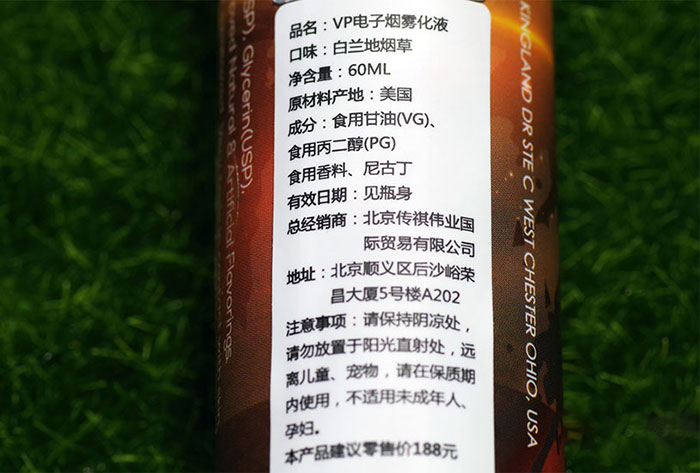 品名：VP电子烟雾化液
口味：白兰地烟草
净含量：60ML
原材料产地：美国
成分：食用甘油(VG)、
食用丙二醇(PG)
食用香料、尼古丁
有效日期：见瓶身
总经销商：北京传祺伟业国
际贸易有限公司
地址：北京顺义区后沙峪荣
昌大厦5号楼A202
注意事项：请保持阴凉处，
请勿放置于阳光直射处，远
离儿童、宠物，请在保质期
内使用，不适用未成年人、
孕妇。
本产品建议零售价188元
SP), Glycerin(USP),
Natural & Artificial Flavorings
KINGLAND DR STE C WEST CHESTER OHIO, USA